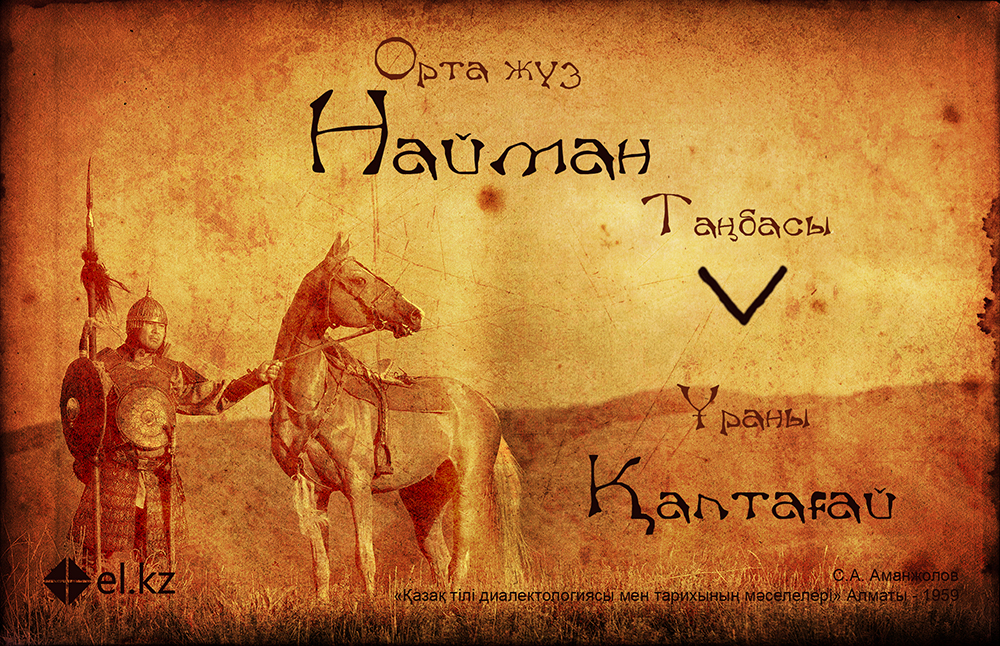 Орта жүз
Найман
Таңбасы
Ұраны
Қаптағай
el.kz
С.А. Аманжолов
«Қазақ тілі диалектологиясы мен тарихының мәселелері» Алматы - 1959